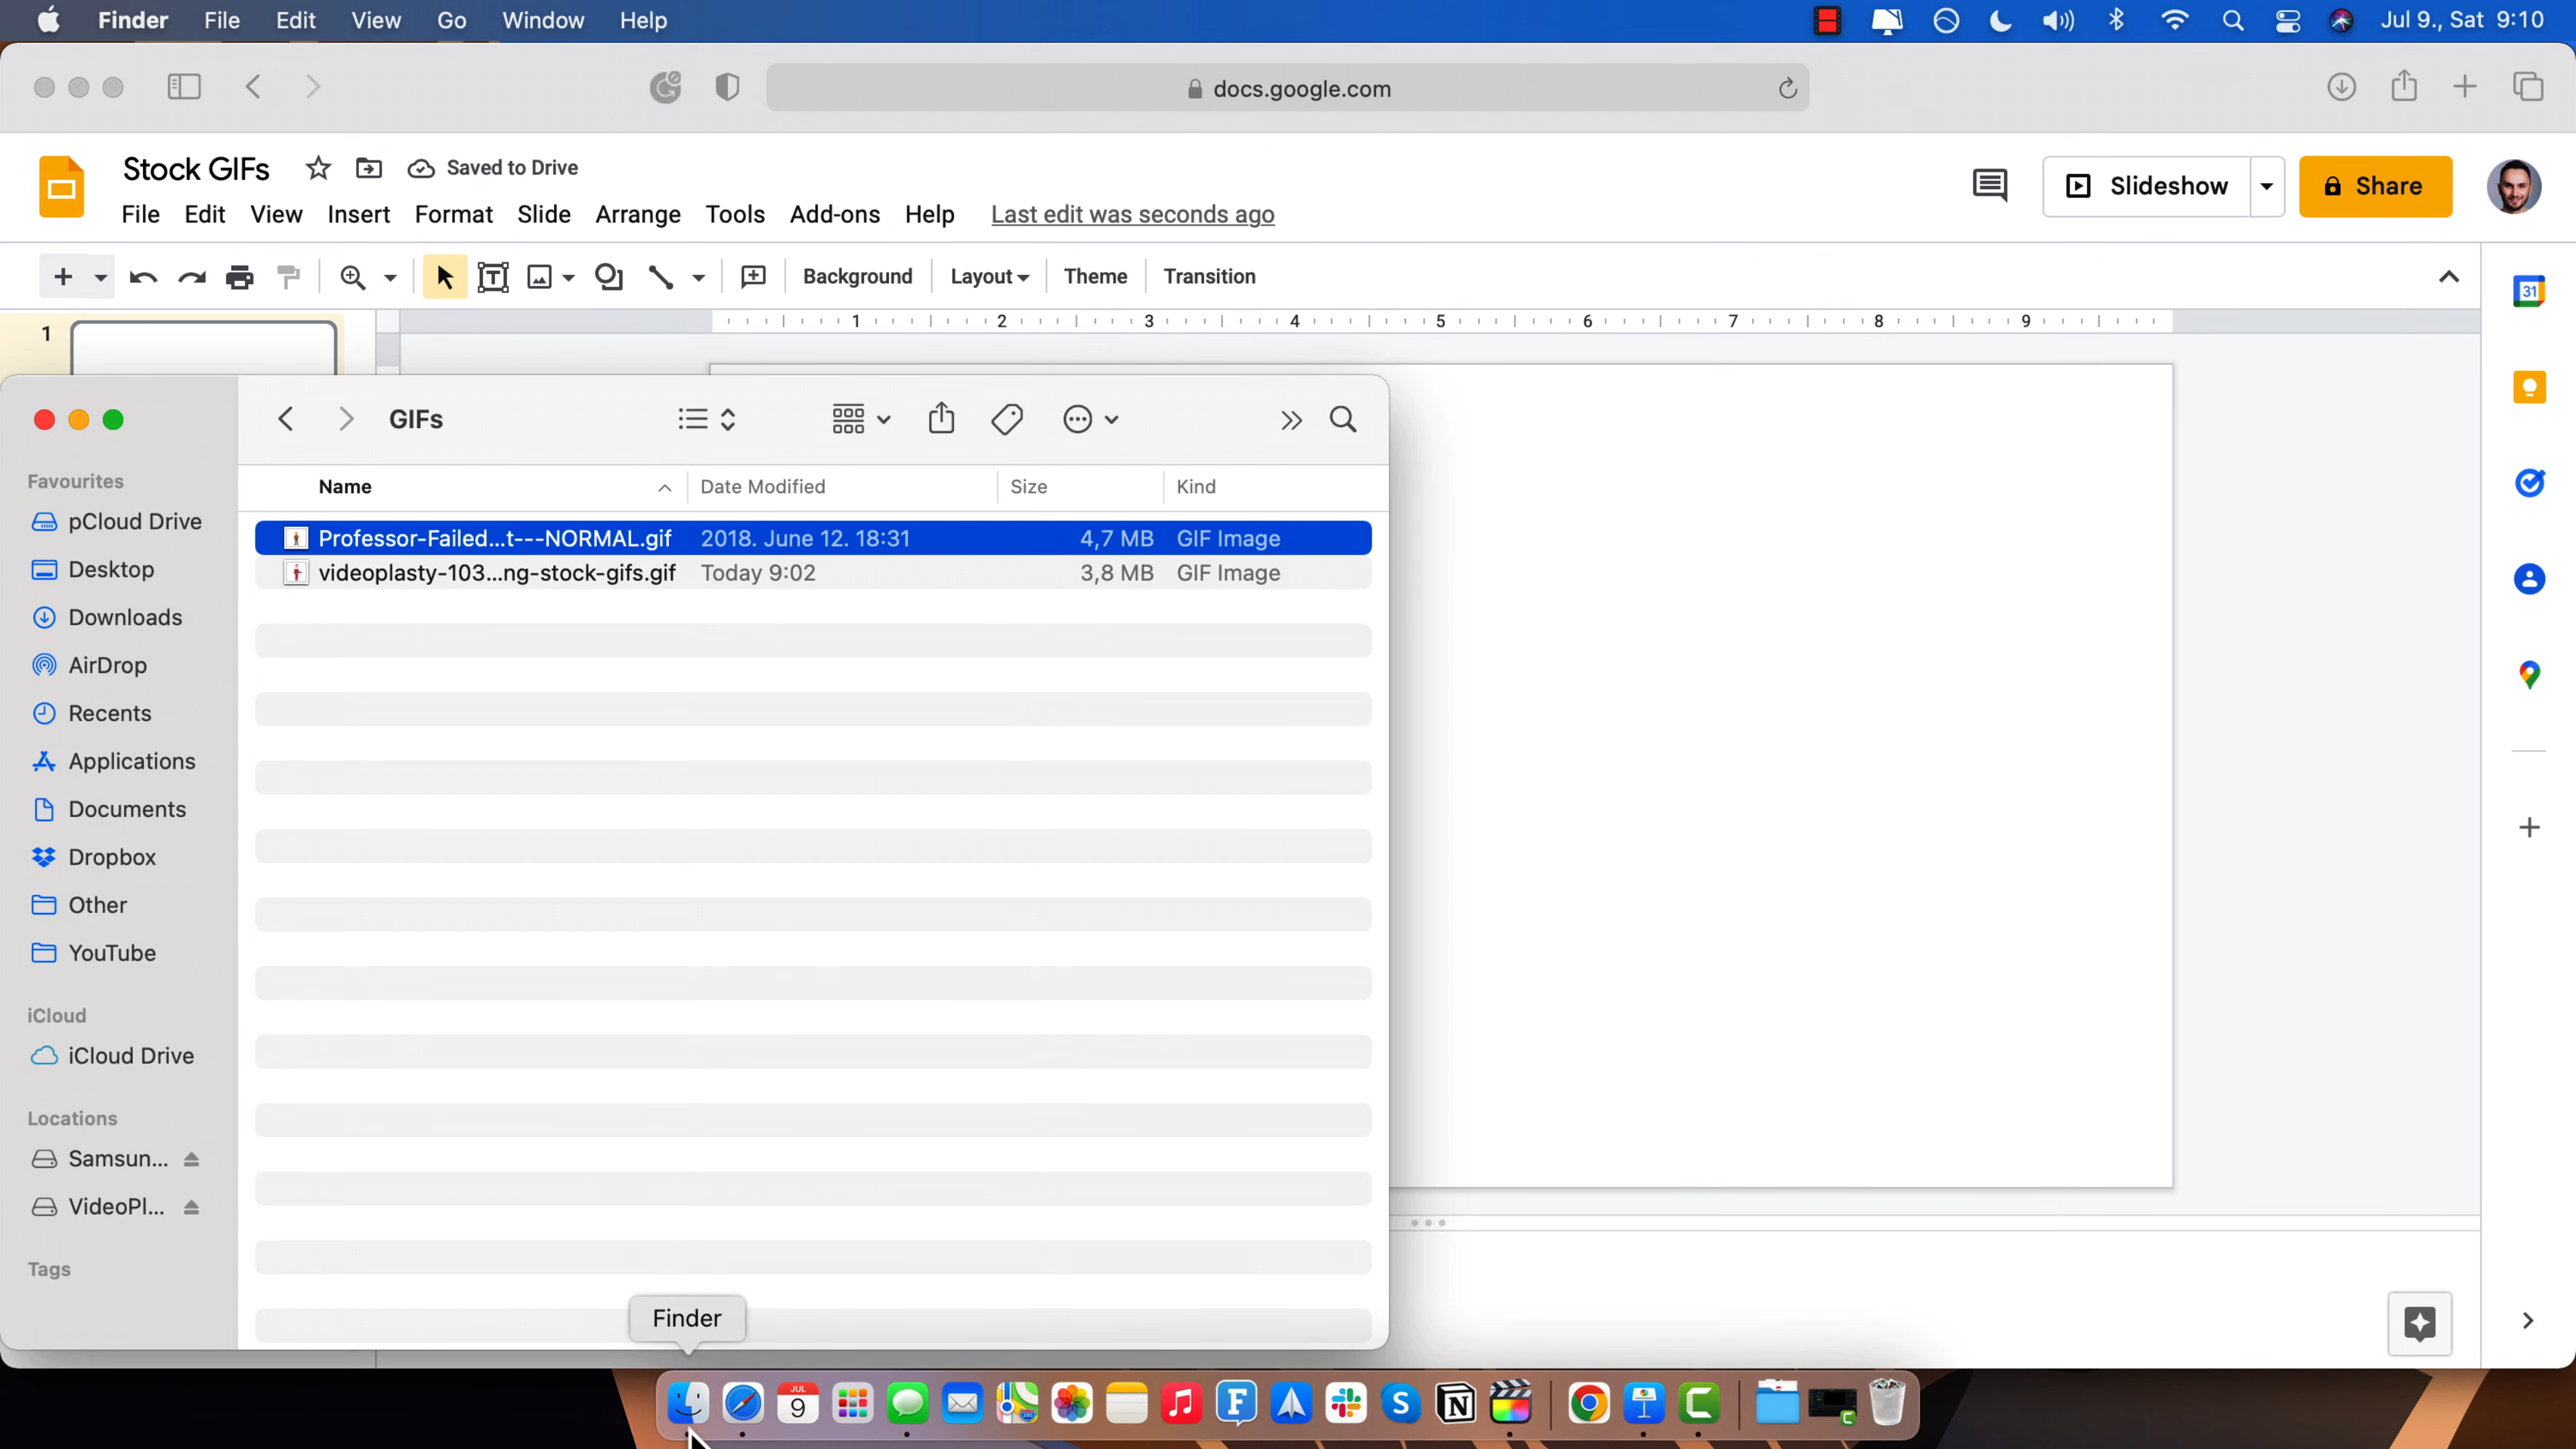 Finder File Edit View Go Window Help Jul 9., Sat 9:10
docs.google.com
Stock GIFs Saved to Drive
Slideshow Share
File Edit View Insert Format Slide Arrange Tools Add-ons Help Last edit was seconds ago
Background Layout Theme Transition
31
1 1 2 3 4 5 6 7 8 9
GIFs
Favourites
pCloud Drive
Desktop
Downloads
AirDrop
Recents
Applications
Documents
Dropbox
Other
YouTube
iCloud
iCloud Drive
Locations
Samsun...
VideoPl...
Tags
Name Date Modified Size Kind
Professor-Failed...t---NORMAL.gif 2018. June 12. 18:31 4,7 MB GIF Image
videoplasty-103...ng-stock-gifs.gif Today 9:02 3,8 MB GIF Image
Finder
JUL
9